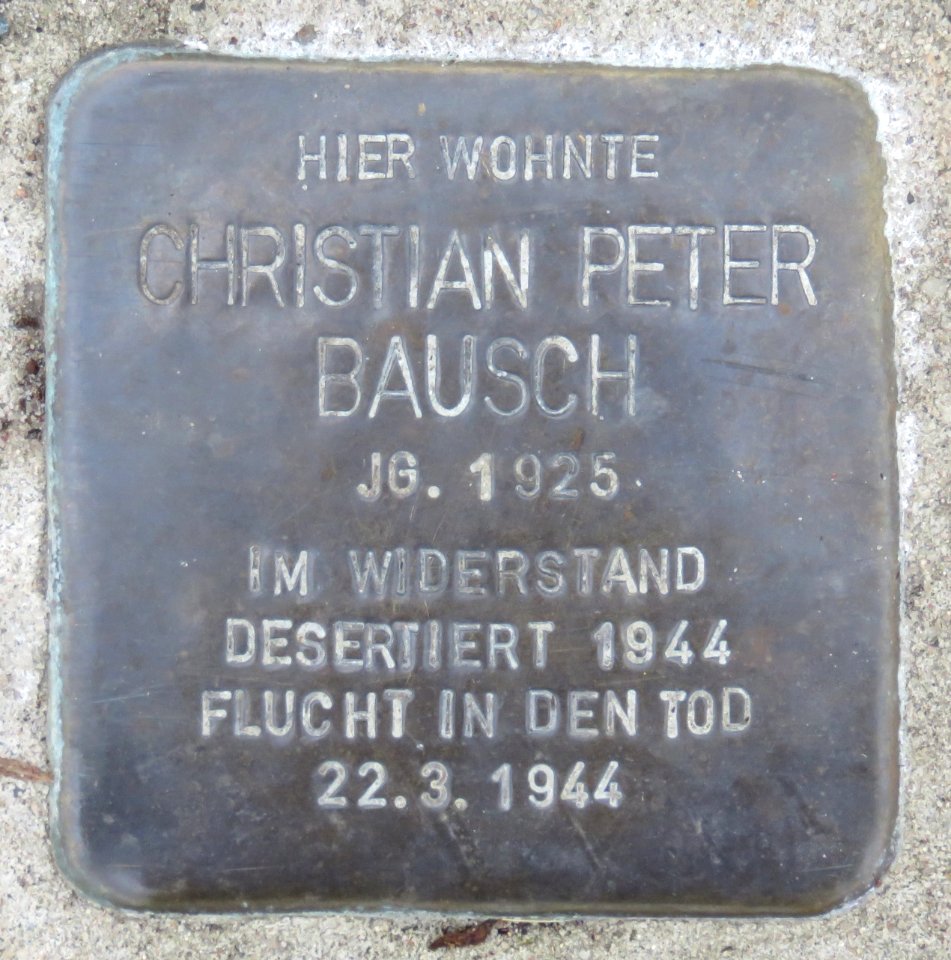 HIER WOHNTE
CHRISTIAN PETER
BAUSCH
JG. 1925
IM WIDERSTAND
DESERTIERT 1944
FLUCHT IN DEN TOD
22.3. 1944